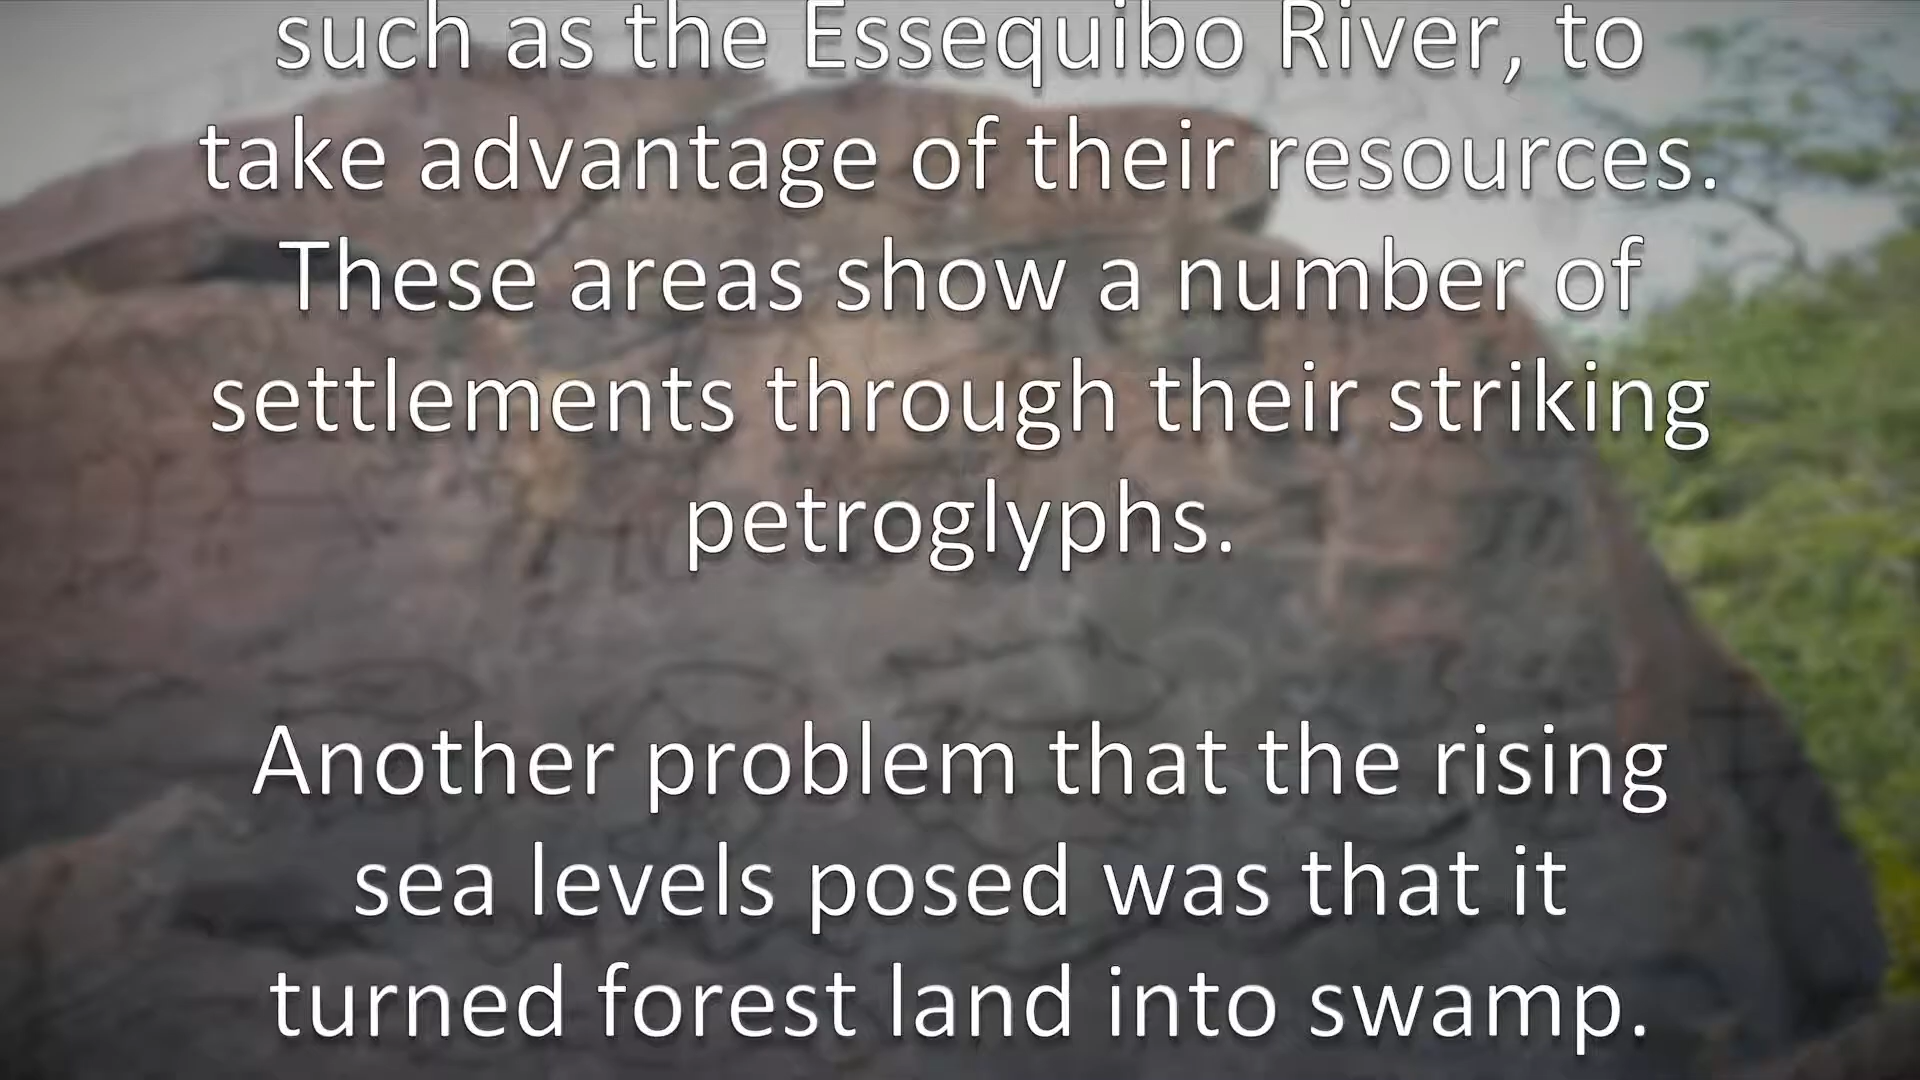 such as the Essequibo River, to
take advantage of their resources.
These areas show a number of
settlements through their striking
petroglyphs.
Another problem that the rising
sea levels posed was that it
turned forest land into swamp.